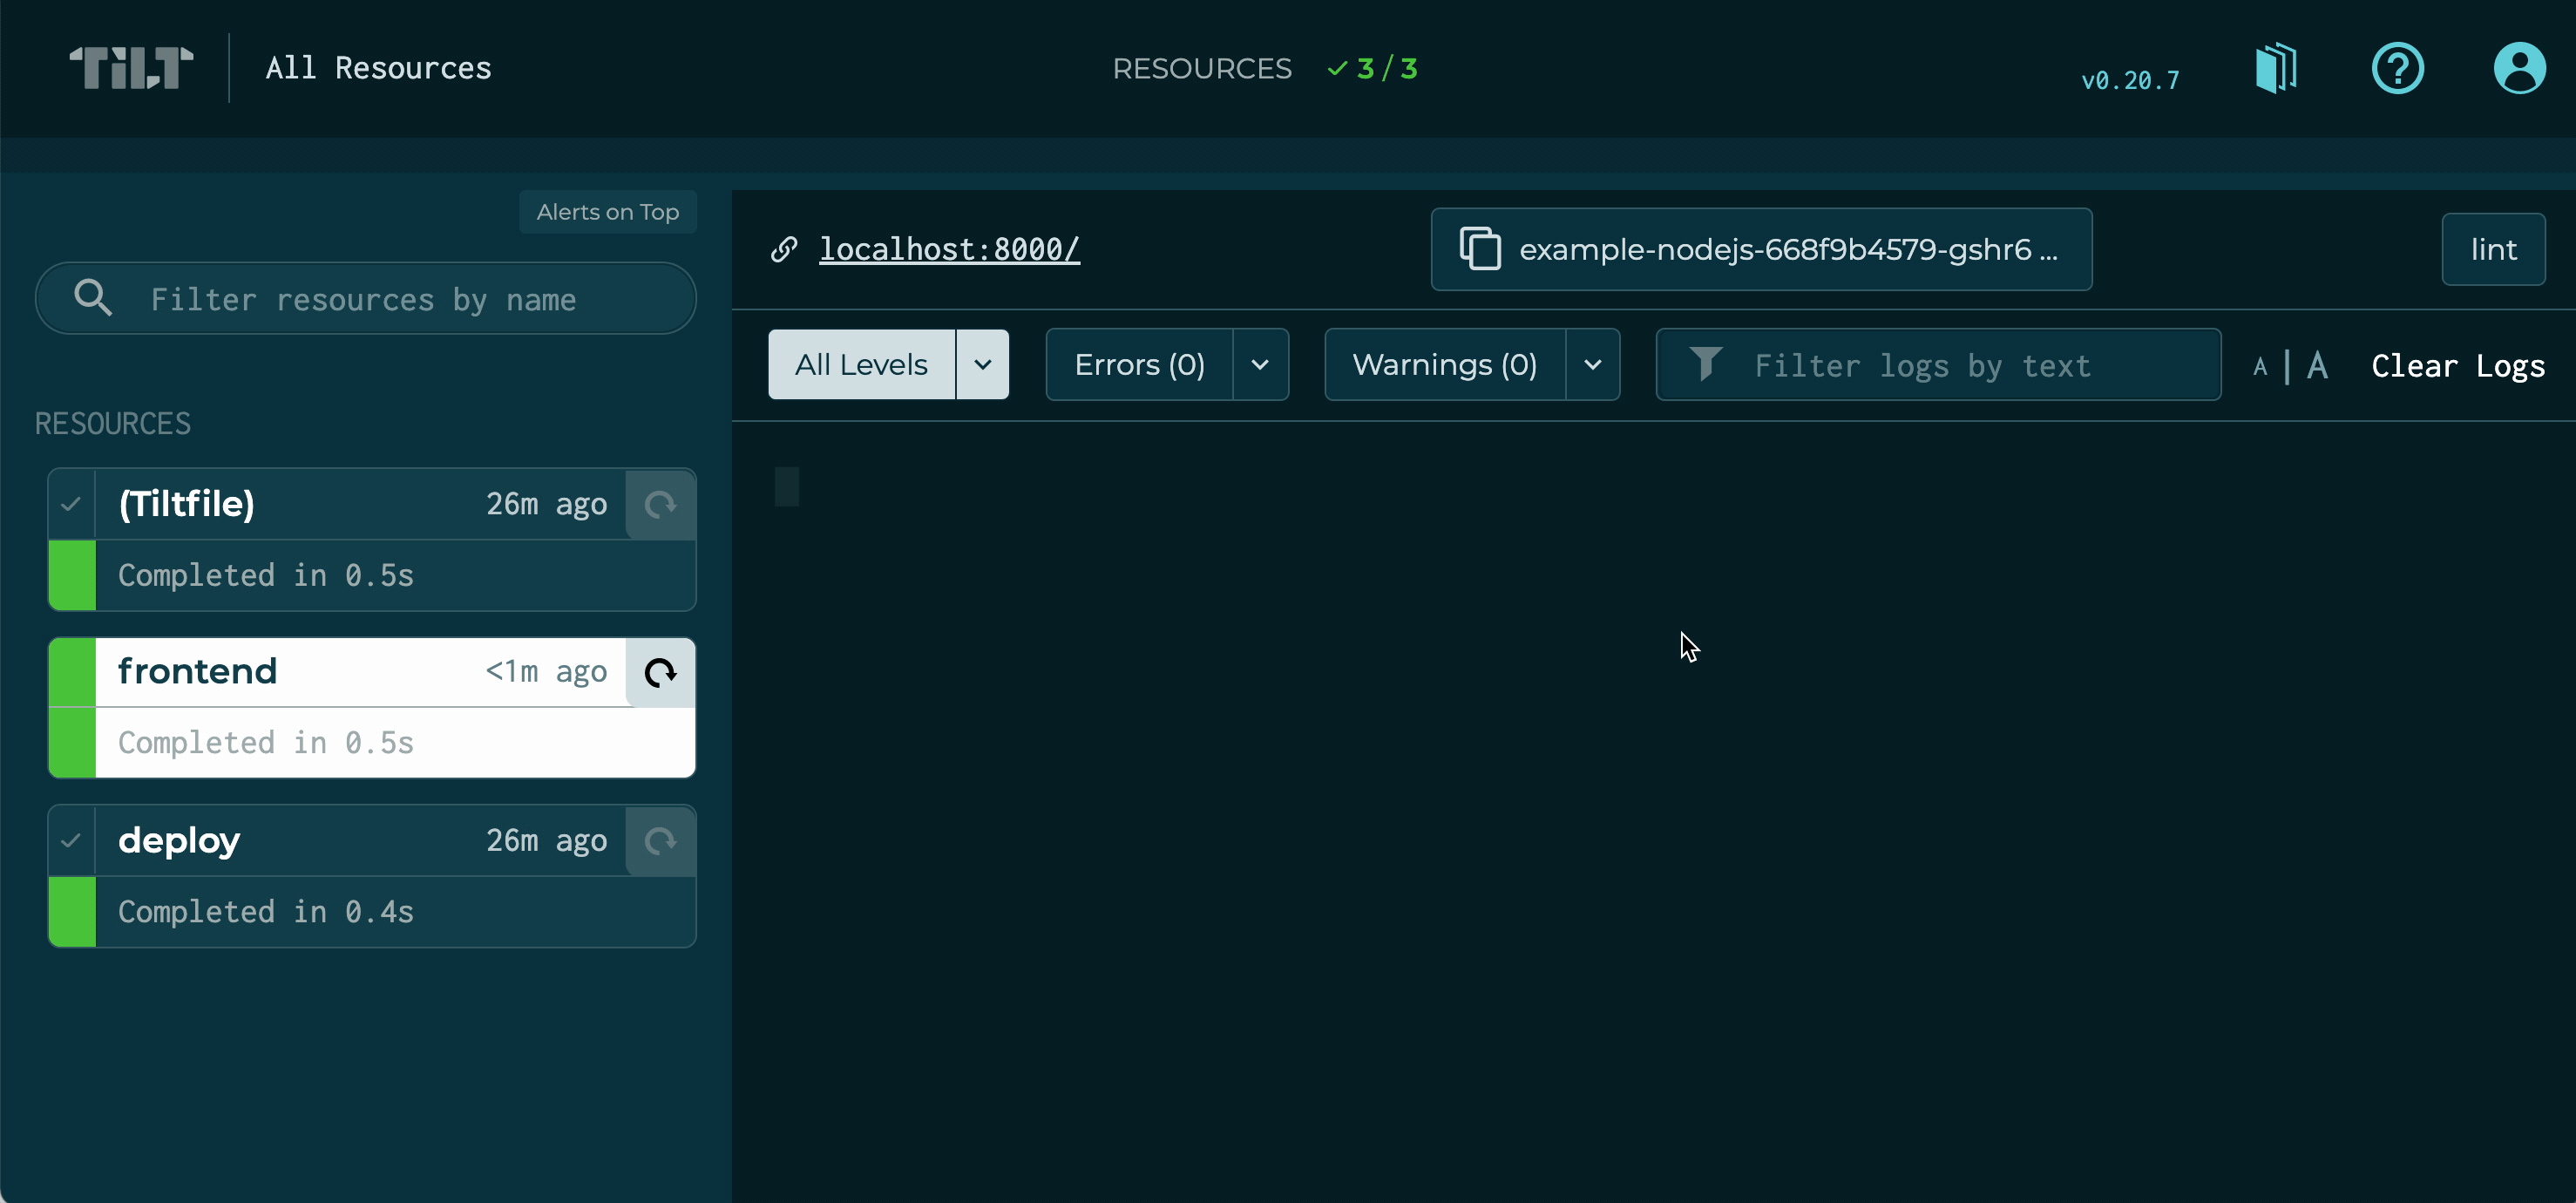 TiLT
All Resources
RESOURCES 3/3
v0.20.7
Alerts on Top
Filter resources by name
RESOURCES
(Tiltfile) 26m ago
Completed in 0.5s
frontend <1m ago
Completed in 0.5s
deploy 26m ago
Completed in 0.4s
localhost:8000/
example-nodejs-668f9b4579-gshr6 ...
lint
All Levels
Errors (0)
Warnings (0)
Filter logs by text
A | A
Clear Logs